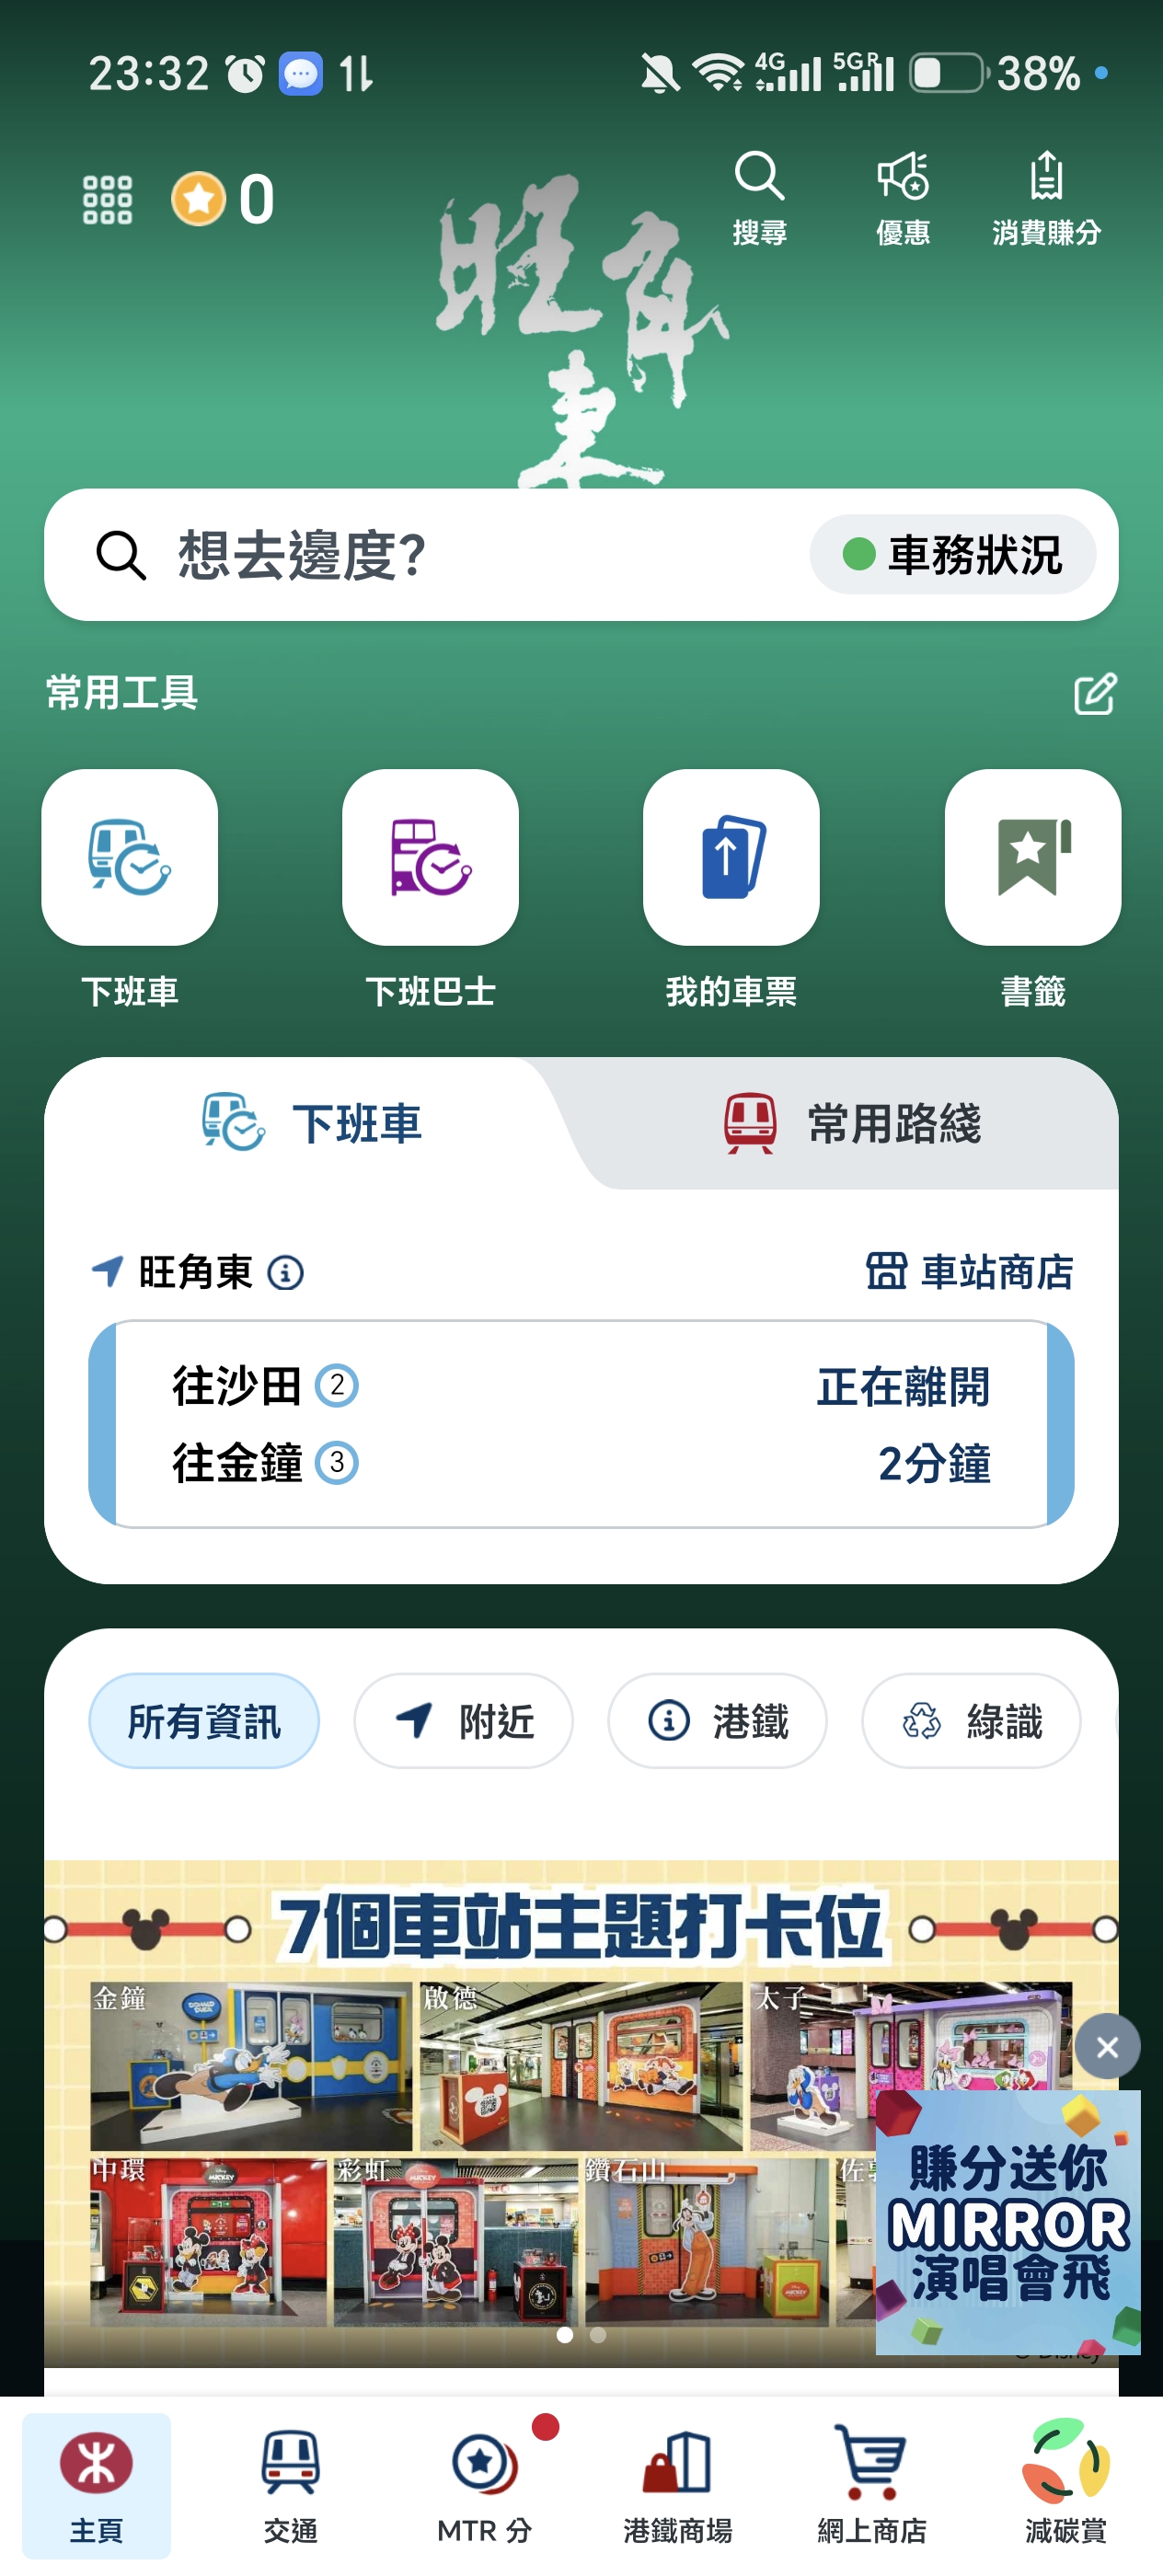 23:32
4G
5G R
38%
0
搜尋
優惠
消費賺分
旺角
東
想去邊度?
車務狀況
常用工具
下班車
下班巴士
我的車票
書籤
下班車
常用路綫
旺角東
車站商店
往沙田 2
正在離開
往金鐘 3
2分鐘
所有資訊
附近
港鐵
綠識
7個車站主題打卡位
金鐘
啟德
太子
中環
彩虹
鑽石山
佐
賺分送你
MIRROR
演唱會飛
主頁
交通
MTR 分
港鐵商場
網上商店
減碳賞